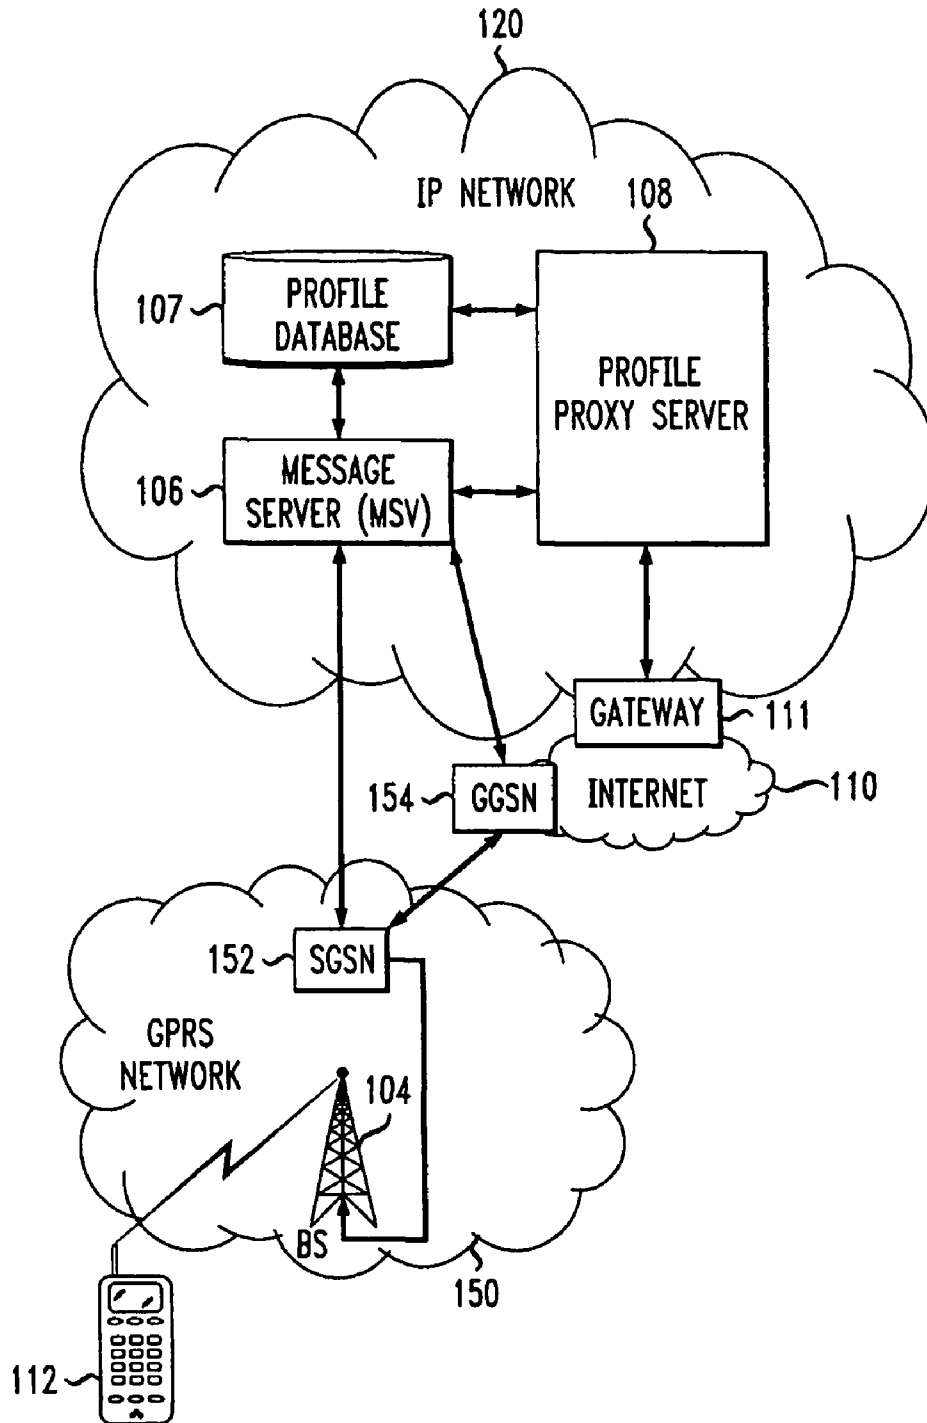 120
IP NETWORK
108
107
PROFILE
DATABASE
PROFILE
PROXY SERVER
106
MESSAGE
SERVER (MSV)
GATEWAY
111
154
GGSN
INTERNET
110
152
SGSN
GPRS
NETWORK
104
BS
150
112